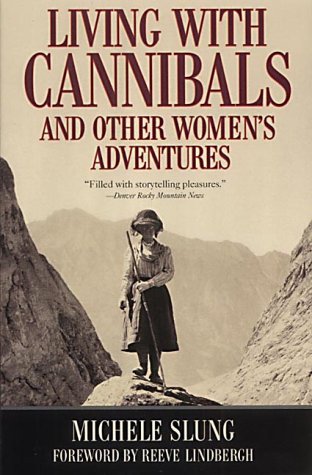 LIVING WITH
CANNIBALS
AND OTHER WOMEN'S
ADVENTURES
"Filled with storytelling pleasures."
—Denver Rocky Mountain News
MICHELE SLUNG
FOREWORD BY REEVE LINDBERGH